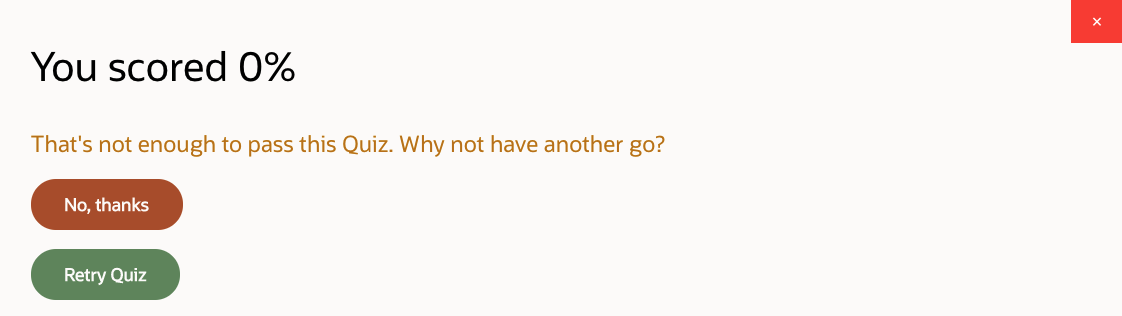 ×
You scored 0%
That's not enough to pass this Quiz. Why not have another go?
No, thanks
Retry Quiz